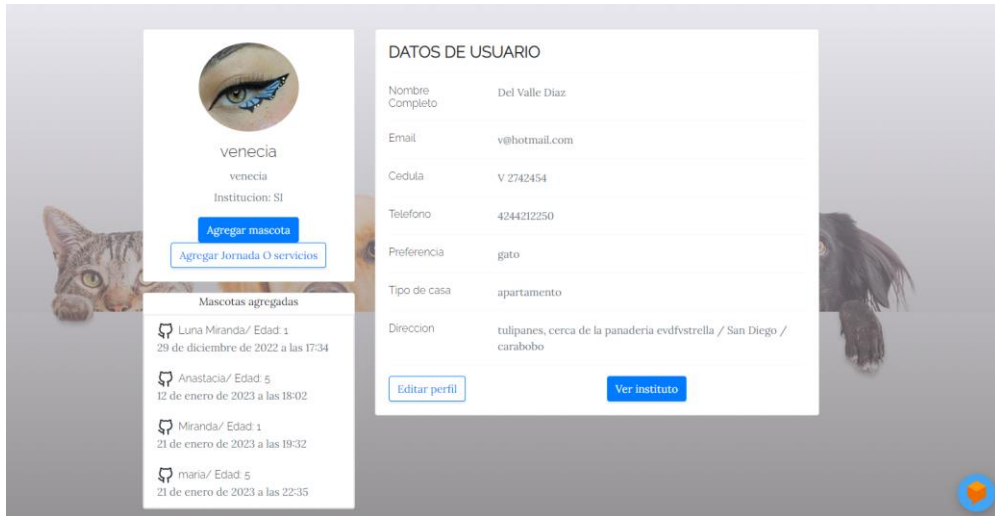 venecia
venecia
Institucion: SI
Agregar mascota
Agregar Jornada O servicios
Mascotas agregadas
Luna Miranda/ Edad: 1
29 de diciembre de 2022 a las 17:34
Anastacia/ Edad: 5
12 de enero de 2023 a las 18:02
Miranda/ Edad: 1
21 de enero de 2023 a las 19:32
maria/ Edad: 5
21 de enero de 2023 a las 22:35
DATOS DE USUARIO
Nombre
Completo
Del Valle Diaz
Email
v@hotmail.com
Cedula
V 2742454
Telefono
4244212250
Preferencia
gato
Tipo de casa
apartamento
Direccion
tulipanes, cerca de la panaderia evdfvstrella / San Diego /
carabobo
Editar perfil
Ver instituto